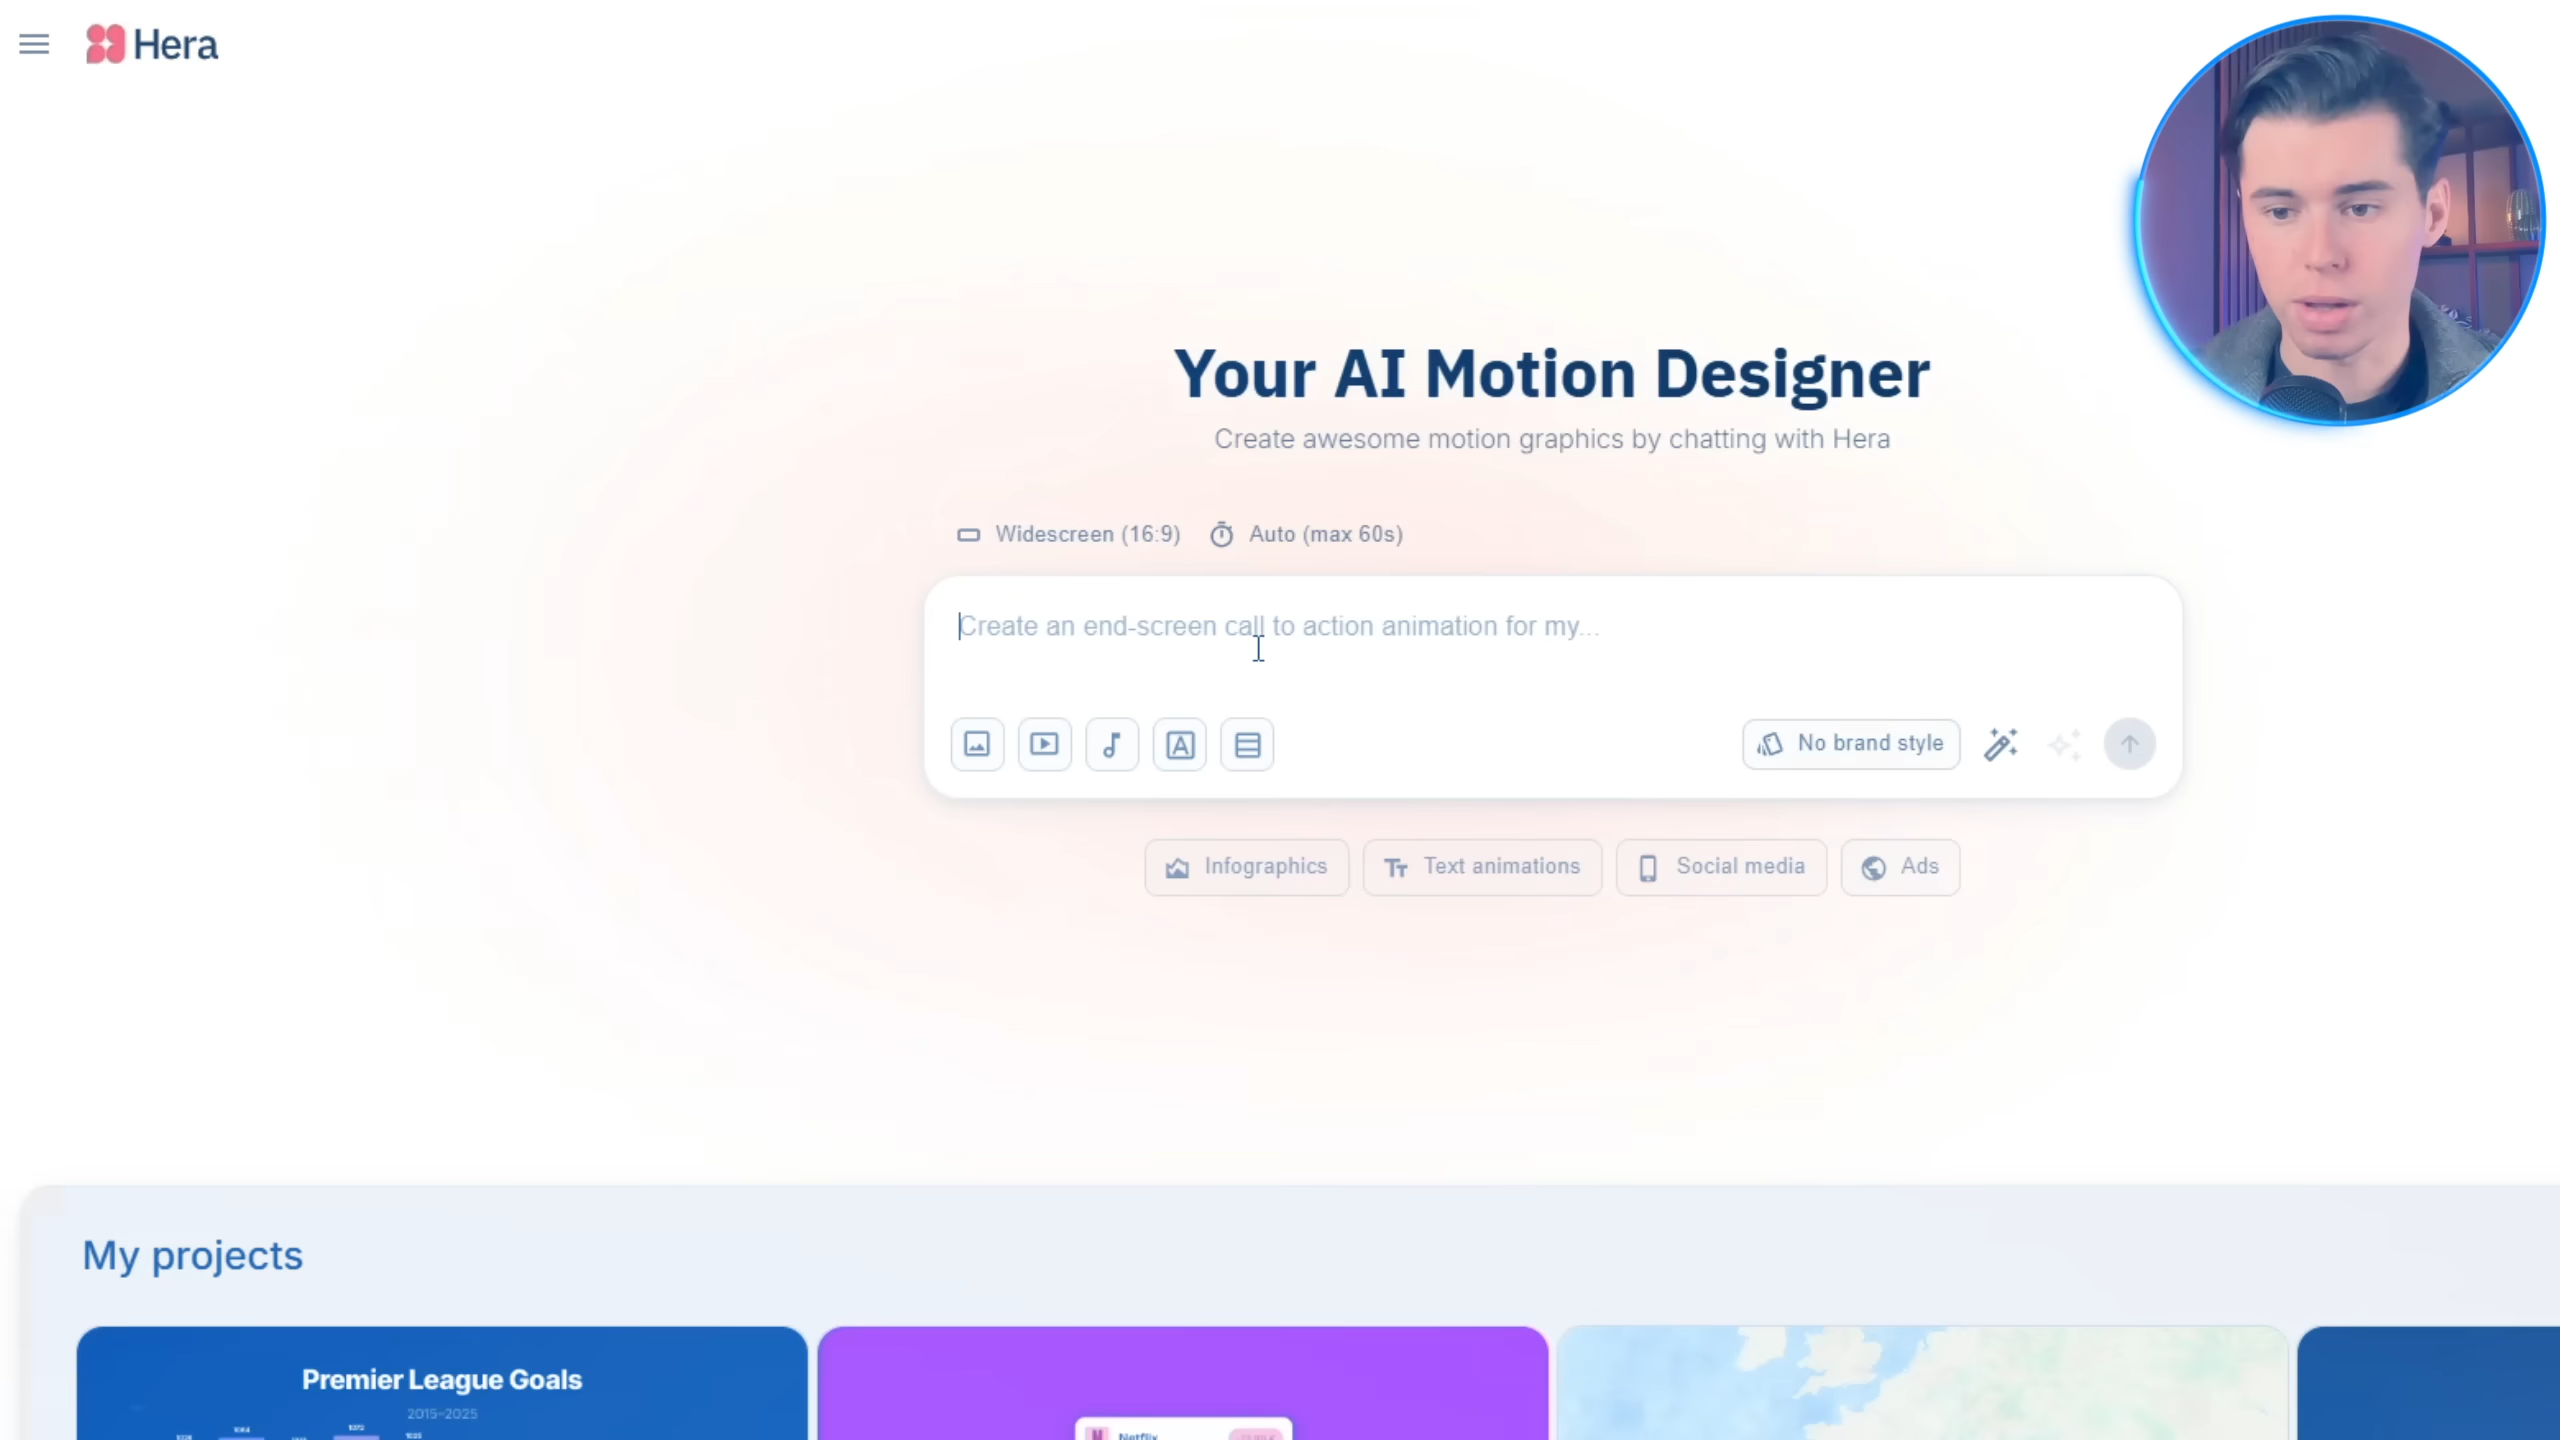 Hera
Your AI Motion Designer
Create awesome motion graphics by chatting with Hera
Widescreen (16:9) Auto (max 60s)
Create an end-screen call to action animation for my...
No brand style
Infographics Text animations Social media Ads
My projects
Premier League Goals
2015–2025
Netflix